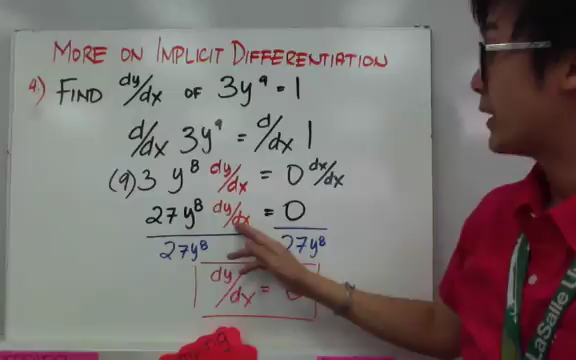 MORE ON IMPLICIT DIFFERENTIATION
4.) FIND dy/dx OF 3y⁹ = 1
d/dx 3y⁹ = d/dx 1
(9)3 y⁸ dy/dx = 0 dx/dx
27y⁸ dy/dx = 0
27y⁸ 27y⁸
dy/dx = 0
LaSalle